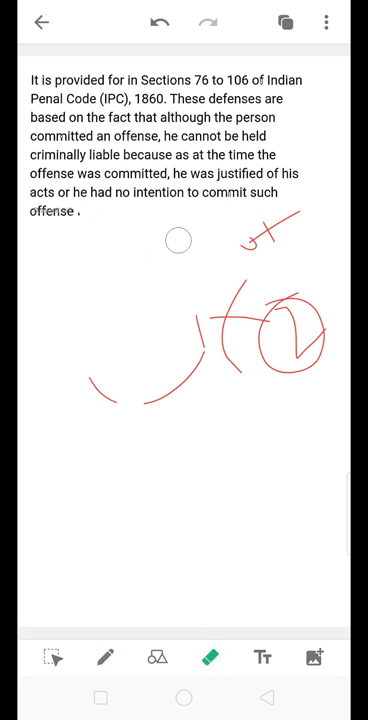 It is provided for in Sections 76 to 106 of Indian
Penal Code (IPC), 1860. These defenses are
based on the fact that although the person
committed an offense, he cannot be held
criminally liable because as at the time the
offense was committed, he was justified of his
acts or he had no intention to commit such
offense .
Tт